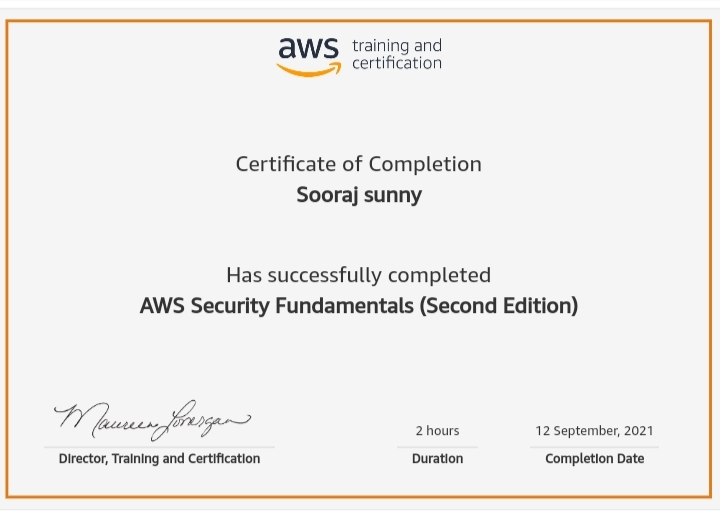 aws training and
certification
Certificate of Completion
Sooraj sunny
Has successfully completed
AWS Security Fundamentals (Second Edition)
Maureen Lonergan
Director, Training and Certification
2 hours
Duration
12 September, 2021
Completion Date